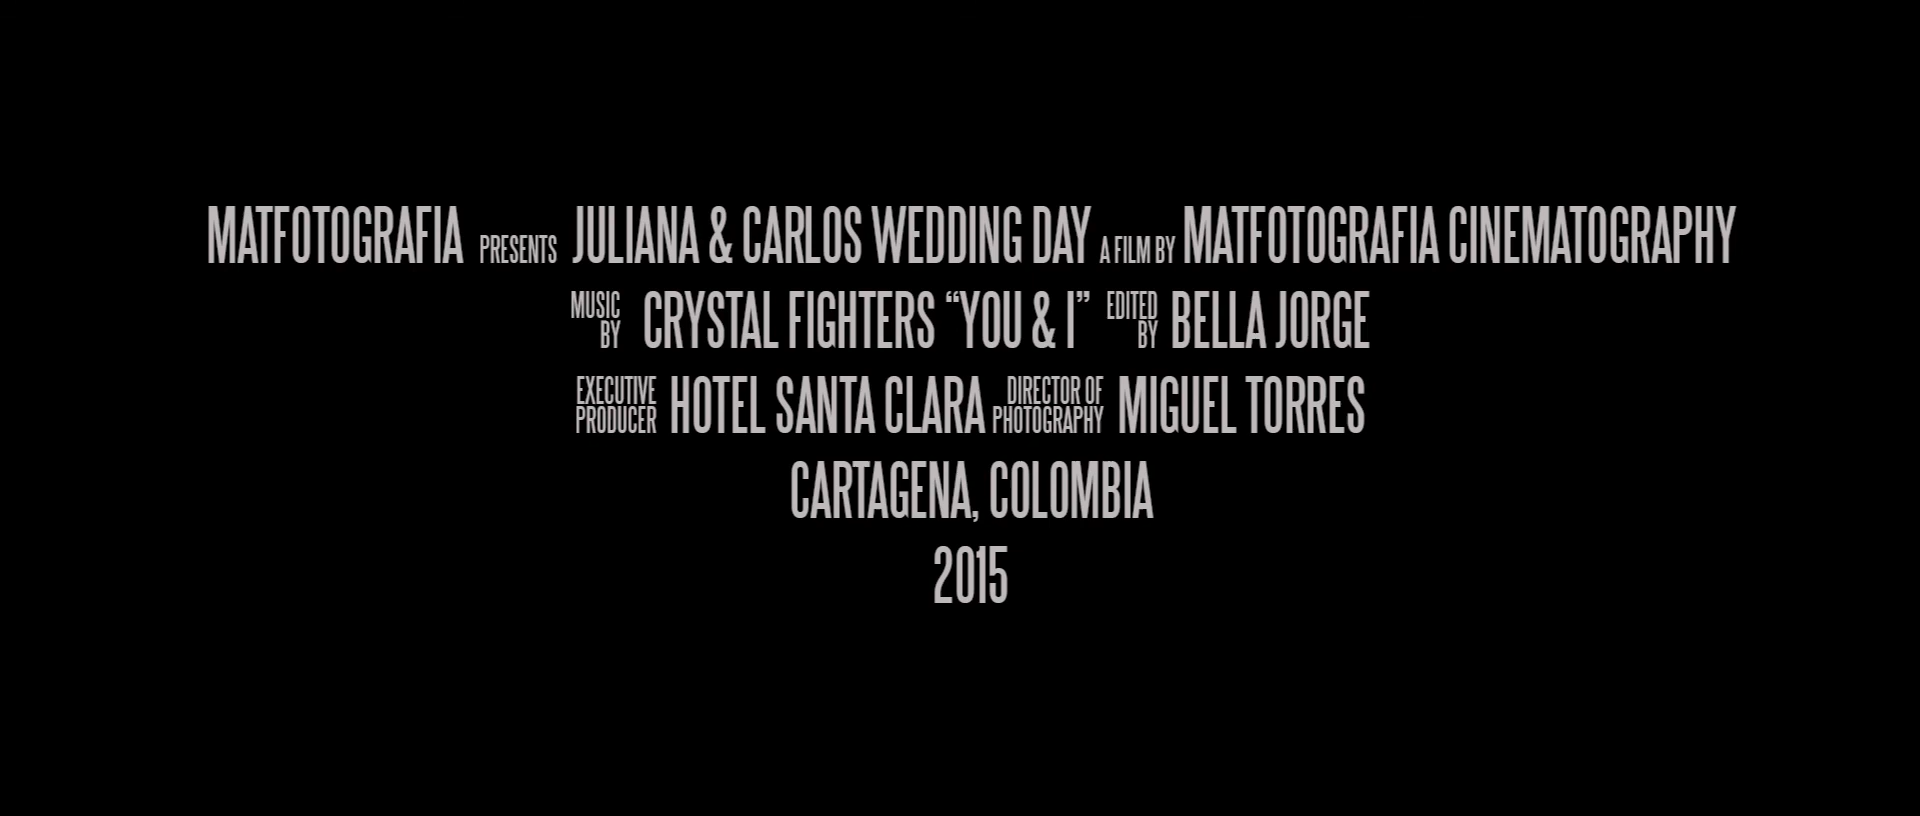 MATFOTOGRAFIA PRESENTS JULIANA & CARLOS WEDDING DAY A FILM BY MATFOTOGRAFIA CINEMATOGRAPHY
MUSIC BY CRYSTAL FIGHTERS “YOU & I” EDITED BY BELLA JORGE
EXECUTIVE PRODUCER HOTEL SANTA CLARA DIRECTOR OF PHOTOGRAPHY MIGUEL TORRES
CARTAGENA, COLOMBIA
2015